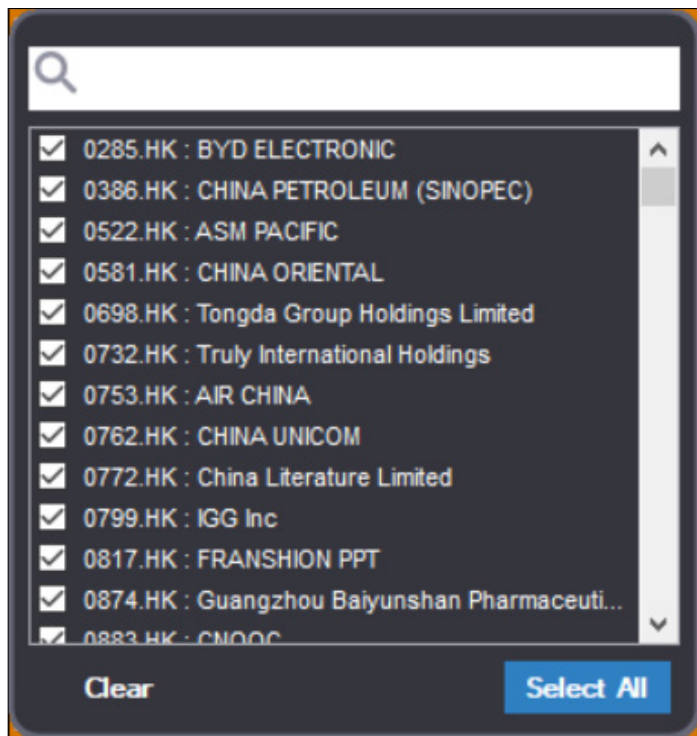 0285.HK : BYD ELECTRONIC
0386.HK : CHINA PETROLEUM (SINOPEC)
0522.HK : ASM PACIFIC
0581.HK : CHINA ORIENTAL
0698.HK : Tongda Group Holdings Limited
0732.HK : Truly International Holdings
0753.HK : AIR CHINA
0762.HK : CHINA UNICOM
0772.HK : China Literature Limited
0799.HK : IGG Inc
0817.HK : FRANSHION PPT
0874.HK : Guangzhou Baiyunshan Pharmaceuti...
0883.HK : CNOOC
Clear Select All